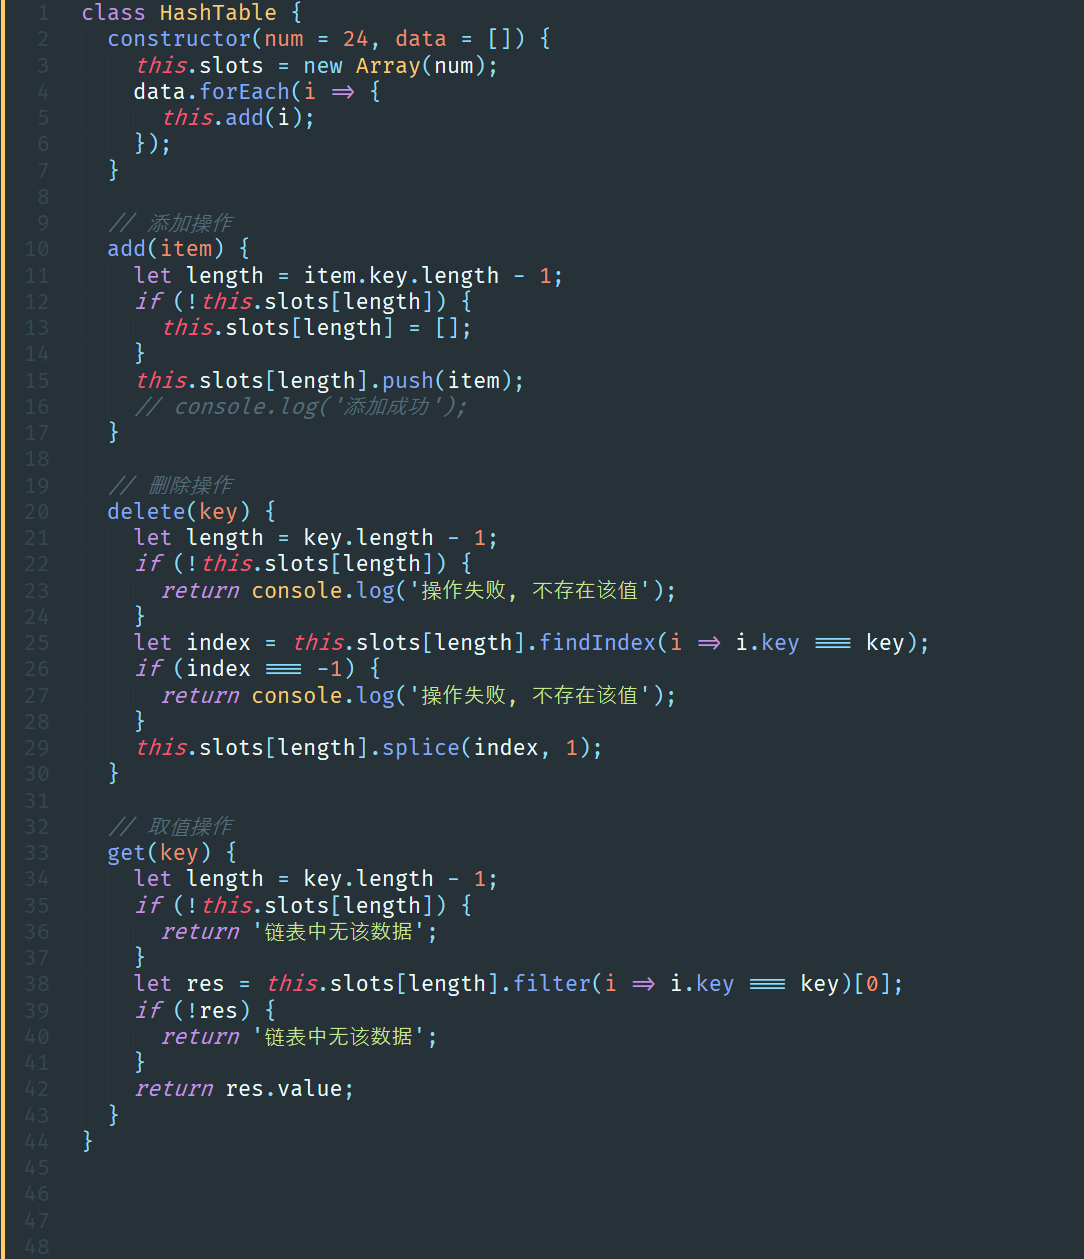 1 class HashTable {
2 constructor(num = 24, data = []) {
3 this.slots = new Array(num);
4 data.forEach(i => {
5 this.add(i);
6 });
7 }
8
9 // 添加操作
10 add(item) {
11 let length = item.key.length - 1;
12 if (!this.slots[length]) {
13 this.slots[length] = [];
14 }
15 this.slots[length].push(item);
16 // console.log('添加成功');
17 }
18
19 // 删除操作
20 delete(key) {
21 let length = key.length - 1;
22 if (!this.slots[length]) {
23 return console.log('操作失败, 不存在该值');
24 }
25 let index = this.slots[length].findIndex(i => i.key === key);
26 if (index === -1) {
27 return console.log('操作失败, 不存在该值');
28 }
29 this.slots[length].splice(index, 1);
30 }
31
32 // 取值操作
33 get(key) {
34 let length = key.length - 1;
35 if (!this.slots[length]) {
36 return '链表中无该数据';
37 }
38 let res = this.slots[length].filter(i => i.key === key)[0];
39 if (!res) {
40 return '链表中无该数据';
41 }
42 return res.value;
43 }
44 }
45
46
47
48